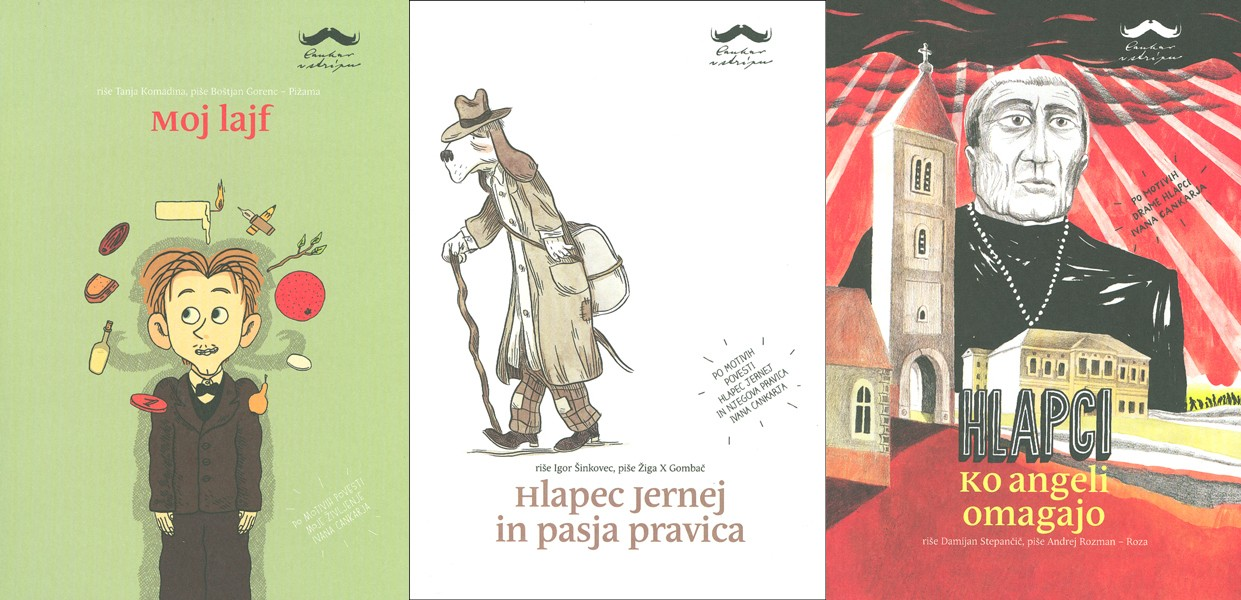 Cankar
v stripu
riše Tanja Komadina, piše Boštjan Gorenc – Pižama
Moj lajf
PO MOTIVIH POVESTI
MOJE ŽIVLJENJE
IVANA CANKARJA
Cankar
v stripu
PO MOTIVIH
POVESTI
HLAPEC JERNEJ
IN NJEGOVA PRAVICA
IVANA CANKARJA
riše Igor Šinkovec, piše Žiga X Gombač
Hlapec Jernej
in pasja pravica
Cankar
v stripu
PO MOTIVIH
DRAME HLAPCI
IVANA CANKARJA
HLAPCI
Ko angeli
omagajo
riše Damijan Stepančič, piše Andrej Rozman – Roza